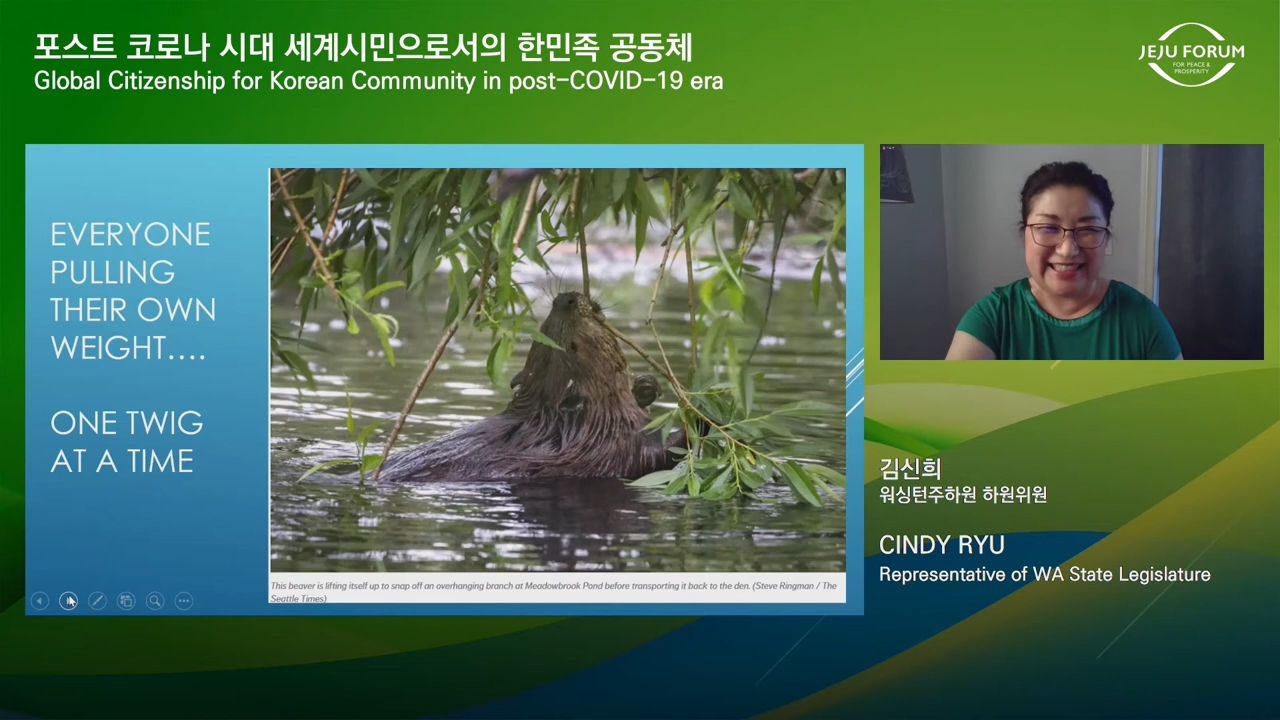 포스트 코로나 시대 세계시민으로서의 한민족 공동체
Global Citizenship for Korean Community in post-COVID-19 era
JEJU FORUM
FOR PEACE &
PROSPERITY
EVERYONE
PULLING
THEIR OWN
WEIGHT....
ONE TWIG
AT A TIME
This beaver is lifting itself up to snap off an overhanging branch at Meadowbrook Pond before transporting it back to the den. (Steve Ringman / The
Seattle Times)
김신희
워싱턴주하원 하원위원
CINDY RYU
Representative of WA State Legislature